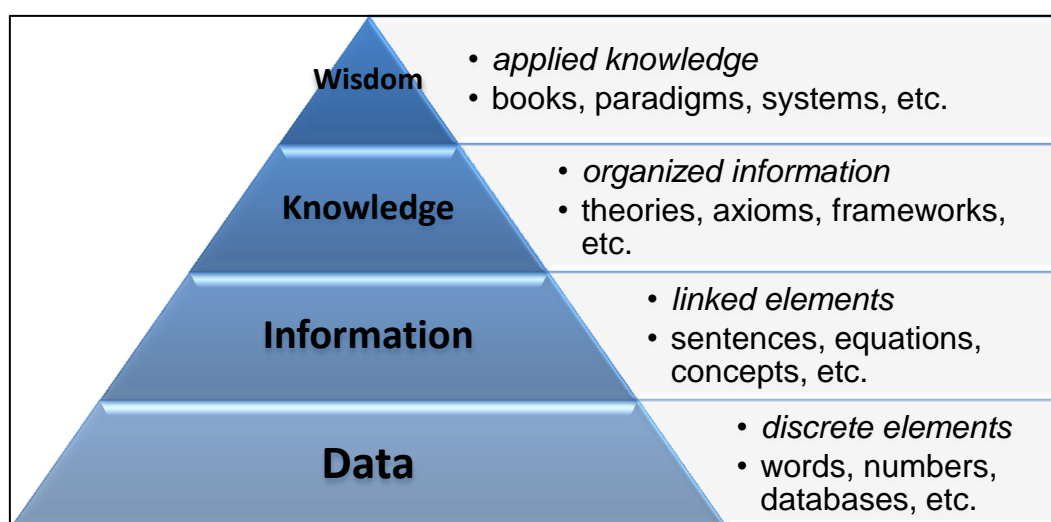 Wisdom
• applied knowledge
• books, paradigms, systems, etc.
Knowledge
• organized information
• theories, axioms, frameworks,
etc.
Information
• linked elements
• sentences, equations,
concepts, etc.
Data
• discrete elements
• words, numbers,
databases, etc.